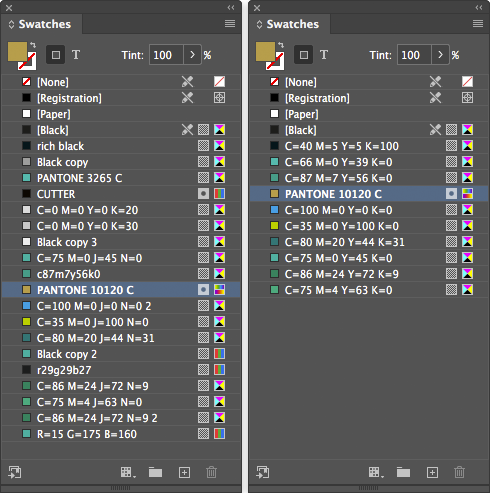 Swatches
T Tint: 100 %
[None]
[Registration]
[Paper]
[Black]
rich black
Black copy
PANTONE 3265 C
CUTTER
C=0 M=0 Y=0 K=20
C=0 M=0 Y=0 K=30
Black copy 3
C=75 M=0 J=45 N=0
c87m7y56k0
PANTONE 10120 C
C=100 M=0 J=0 N=0 2
C=35 M=0 J=100 N=0
C=80 M=20 J=44 N=31
Black copy 2
r29g29b27
C=86 M=24 J=72 N=9
C=75 M=4 J=63 N=0
C=86 M=24 J=72 N=9 2
R=15 G=175 B=160
Swatches
T Tint: 100 %
[None]
[Registration]
[Paper]
[Black]
C=40 M=5 Y=5 K=100
C=66 M=0 Y=39 K=0
C=87 M=7 Y=56 K=0
PANTONE 10120 C
C=100 M=0 Y=0 K=0
C=35 M=0 Y=100 K=0
C=80 M=20 Y=44 K=31
C=75 M=0 Y=45 K=0
C=86 M=24 Y=72 K=9
C=75 M=4 Y=63 K=0